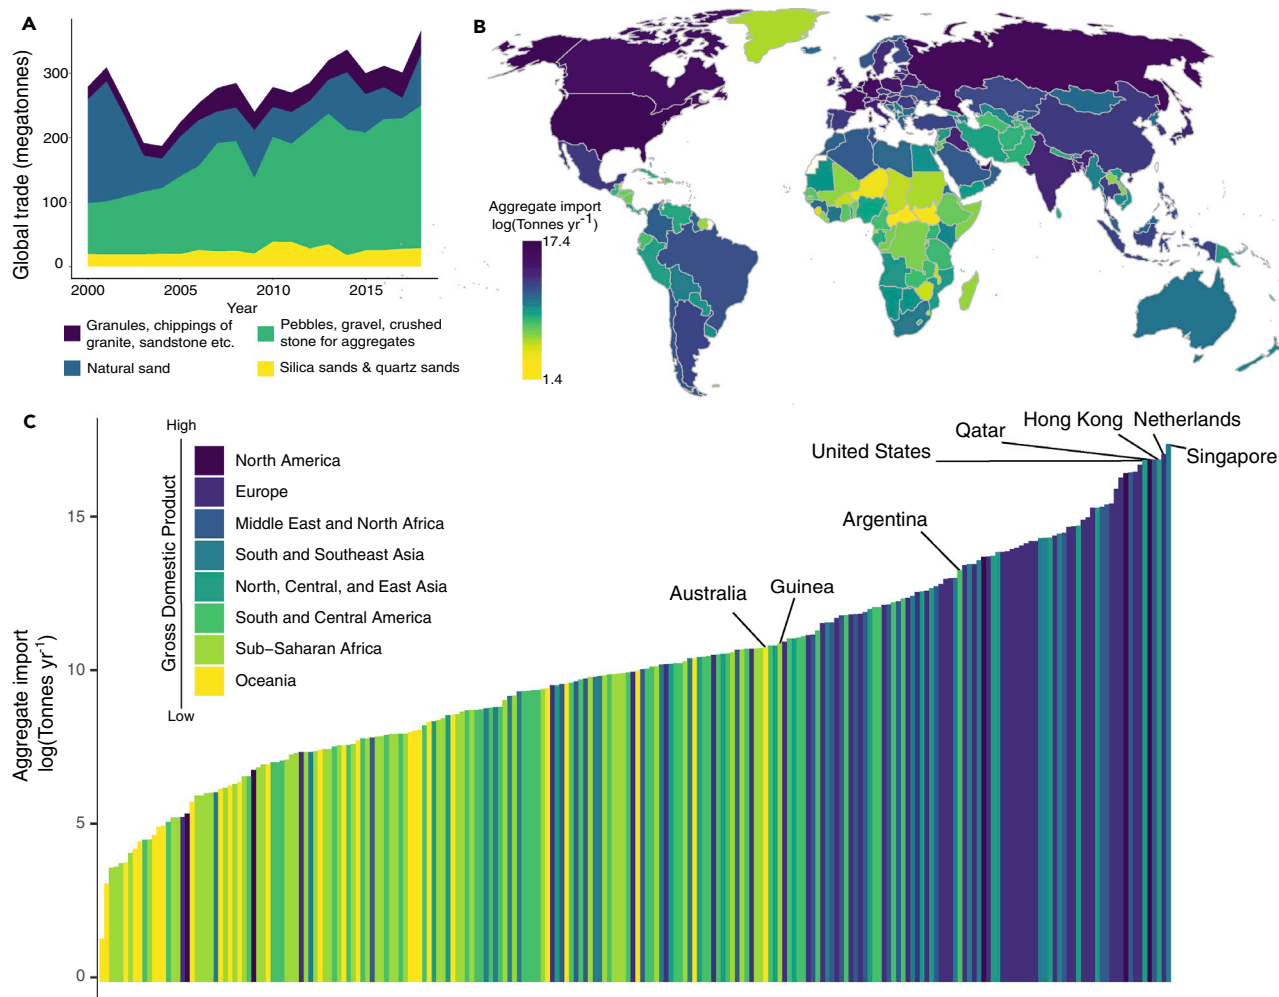 A
Global trade (megatonnes)
300
200
100
0
2000
2005
2010
2015
Year
Granules, chippings of
granite, sandstone etc.
Pebbles, gravel, crushed
stone for aggregates
Natural sand
Silica sands & quartz sands
B
Aggregate import
log(Tonnes yr-1)
17.4
1.4
C
Aggregate import
log(Tonnes yr-1)
15
10
5
0
High
Gross Domestic Product
Low
North America
Europe
Middle East and North Africa
South and Southeast Asia
North, Central, and East Asia
South and Central America
Sub−Saharan Africa
Oceania
Australia
Guinea
Argentina
United States
Qatar
Hong Kong
Netherlands
Singapore